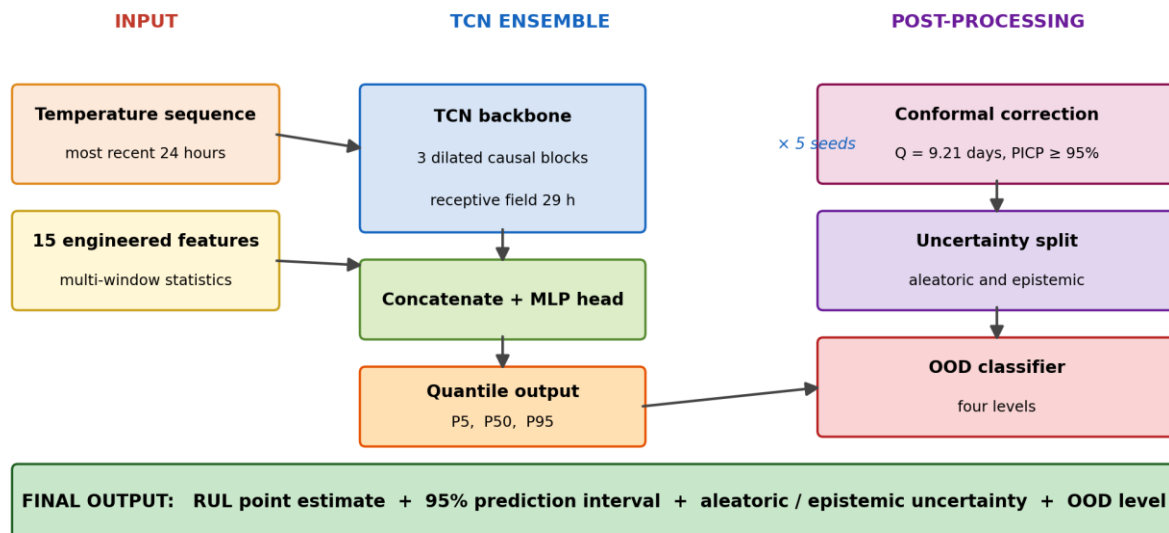 INPUT
TCN ENSEMBLE
POST-PROCESSING
Temperature sequence
most recent 24 hours
15 engineered features
multi-window statistics
TCN backbone
3 dilated causal blocks
receptive field 29 h
× 5 seeds
Concatenate + MLP head
Quantile output
P5, P50, P95
Conformal correction
Q = 9.21 days, PICP ≥ 95%
Uncertainty split
aleatoric and epistemic
OOD classifier
four levels
FINAL OUTPUT: RUL point estimate + 95% prediction interval + aleatoric / epistemic uncertainty + OOD level